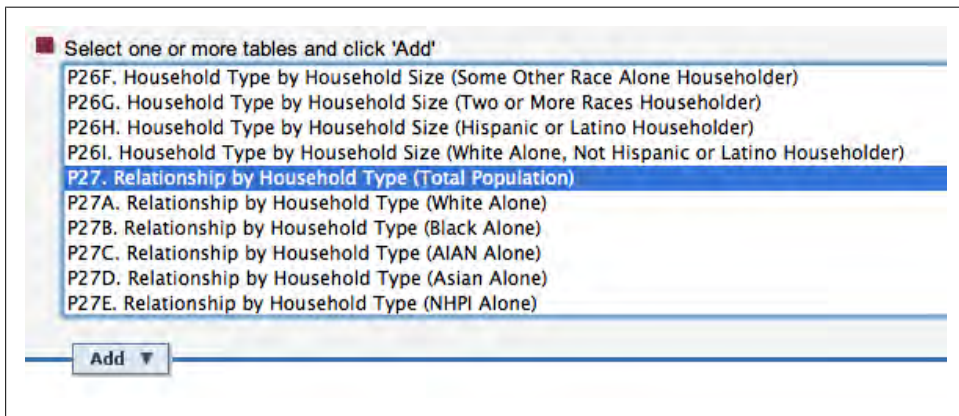 Select one or more tables and click 'Add'
P26F. Household Type by Household Size (Some Other Race Alone Householder)
P26G. Household Type by Household Size (Two or More Races Householder)
P26H. Household Type by Household Size (Hispanic or Latino Householder)
P26I. Household Type by Household Size (White Alone, Not Hispanic or Latino Householder)
P27. Relationship by Household Type (Total Population)
P27A. Relationship by Household Type (White Alone)
P27B. Relationship by Household Type (Black Alone)
P27C. Relationship by Household Type (AIAN Alone)
P27D. Relationship by Household Type (Asian Alone)
P27E. Relationship by Household Type (NHPI Alone)
Add ▼